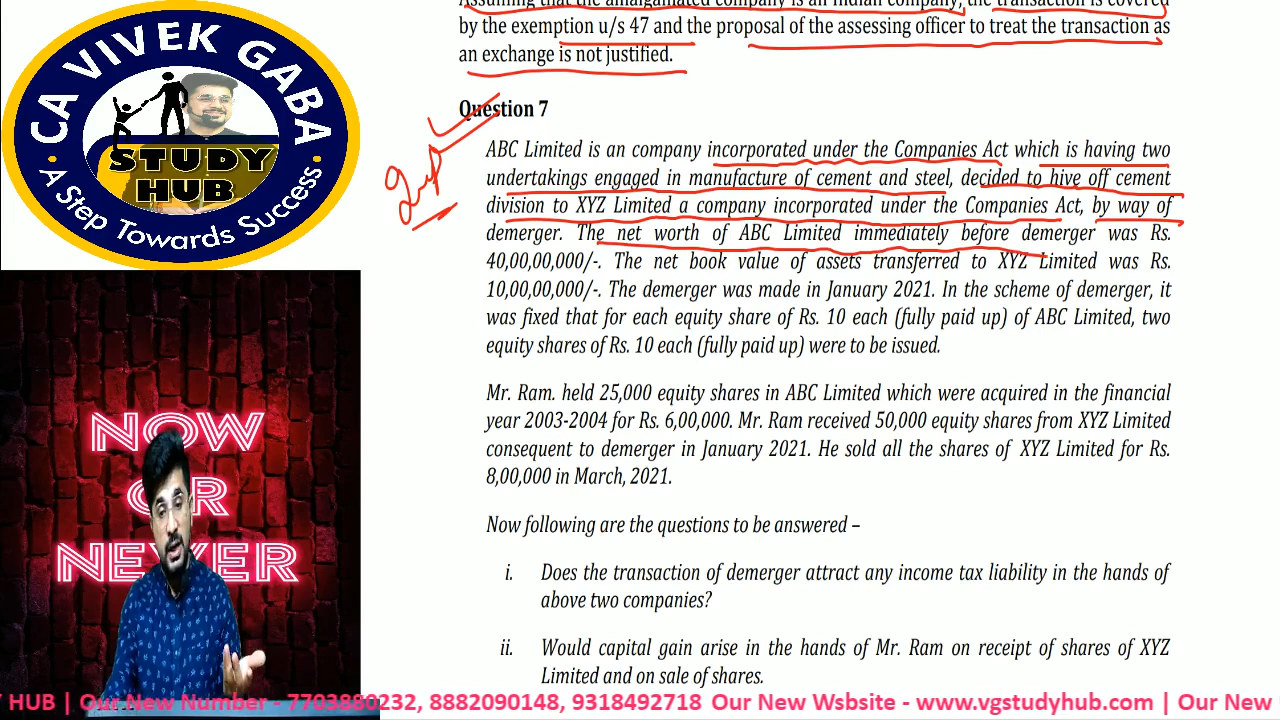 Assuming that the amalgamated company is an Indian company, the transaction is covered
by the exemption u/s 47 and the proposal of the assessing officer to treat the transaction as
an exchange is not justified.
CA VIVEK GABA
STUDY
HUB
A Step Towards Success
Question 7
Imp
ABC Limited is an company incorporated under the Companies Act which is having two
undertakings engaged in manufacture of cement and steel, decided to hive off cement
division to XYZ Limited a company incorporated under the Companies Act, by way of
demerger. The net worth of ABC Limited immediately before demerger was Rs.
40,00,00,000/-. The net book value of assets transferred to XYZ Limited was Rs.
10,00,00,000/-. The demerger was made in January 2021. In the scheme of demerger, it
was fixed that for each equity share of Rs. 10 each (fully paid up) of ABC Limited, two
equity shares of Rs. 10 each (fully paid up) were to be issued.
Mr. Ram. held 25,000 equity shares in ABC Limited which were acquired in the financial
year 2003-2004 for Rs. 6,00,000. Mr. Ram received 50,000 equity shares from XYZ Limited
consequent to demerger in January 2021. He sold all the shares of XYZ Limited for Rs.
8,00,000 in March, 2021.
Now following are the questions to be answered –
i. Does the transaction of demerger attract any income tax liability in the hands of
above two companies?
ii. Would capital gain arise in the hands of Mr. Ram on receipt of shares of XYZ
Limited and on sale of shares.
NOW
OR
NEVER
Y HUB | Our New Number - 7703880232, 8882090148, 9318492718 Our New Wsbsite - www.vgstudyhub.com | Our New